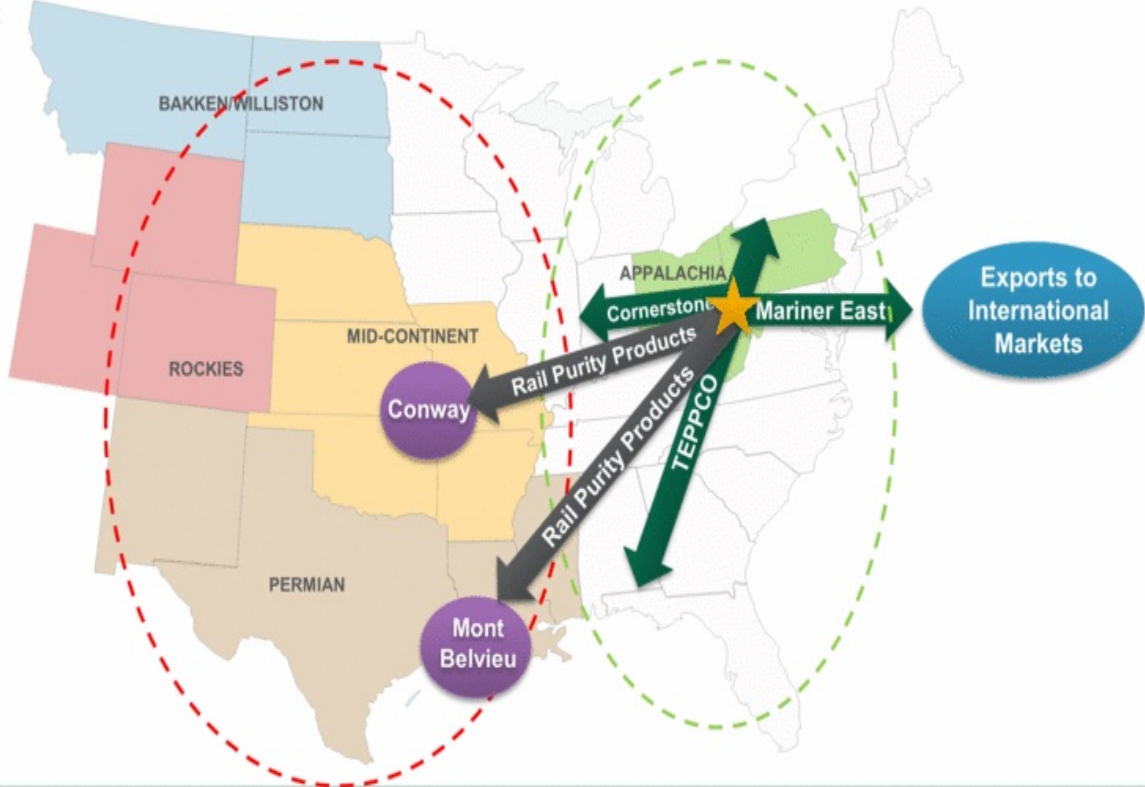 BAKKEN/WILLISTON
APPALACHIA
Cornerstone
Mariner East
Exports to
International
Markets
MID-CONTINENT
Rail Purity Products
ROCKIES
Conway
TEPPCO
Rail Purity Products
PERMIAN
Mont
Belvieu